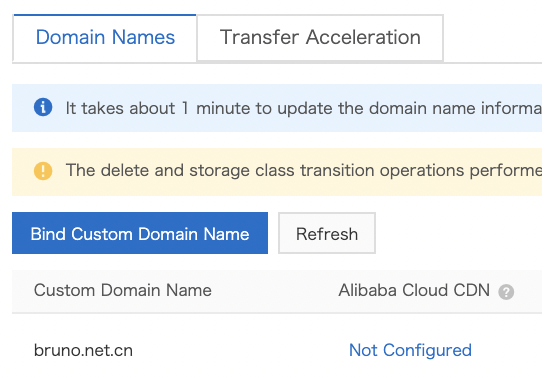 Domain Names Transfer Acceleration
It takes about 1 minute to update the domain name informa
The delete and storage class transition operations performe
Bind Custom Domain Name Refresh
Custom Domain Name Alibaba Cloud CDN
bruno.net.cn Not Configured